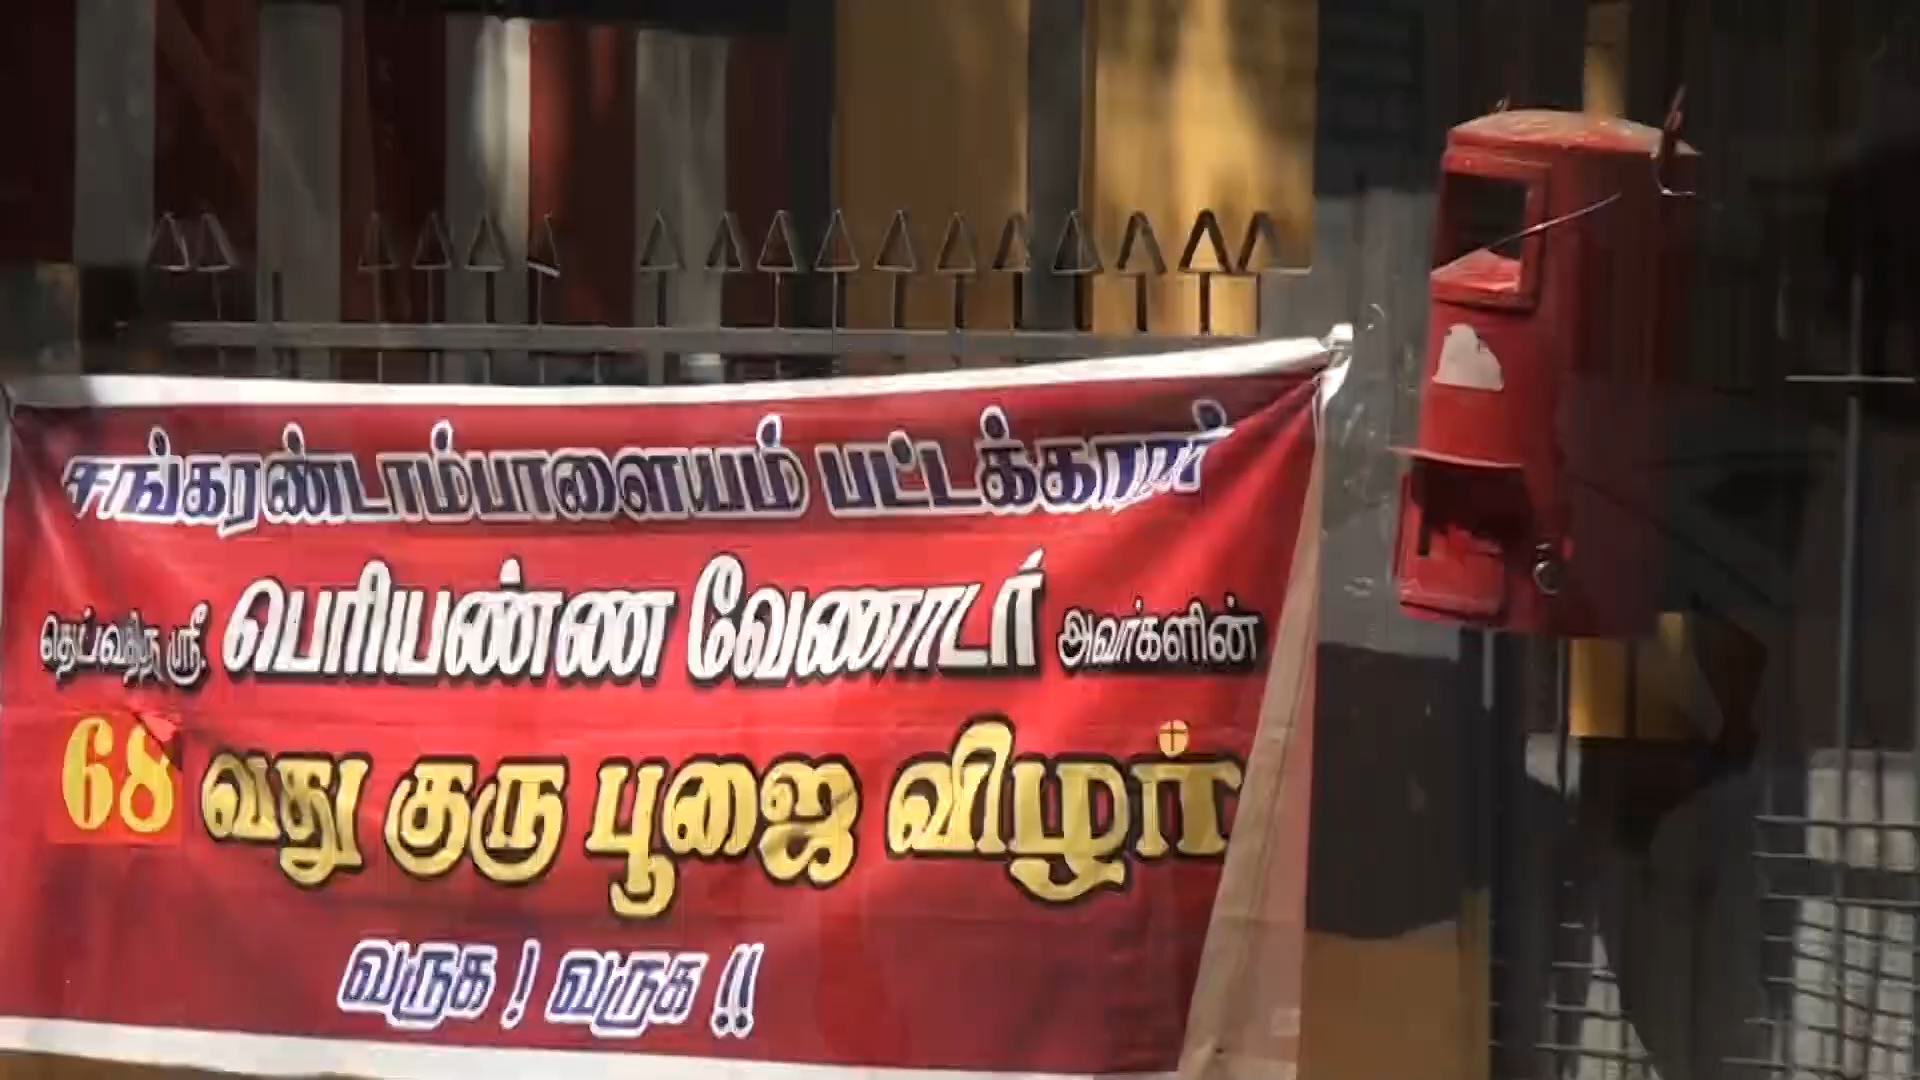 சங்கரண்டாம்பாளையம் பட்டக்காரர்
தெய்வத்திரு ஸ்ரீ. பெரியண்ண வேணாடர் அவர்களின்
68 வது குரு பூஜை விழா
வருக ! வருக !!